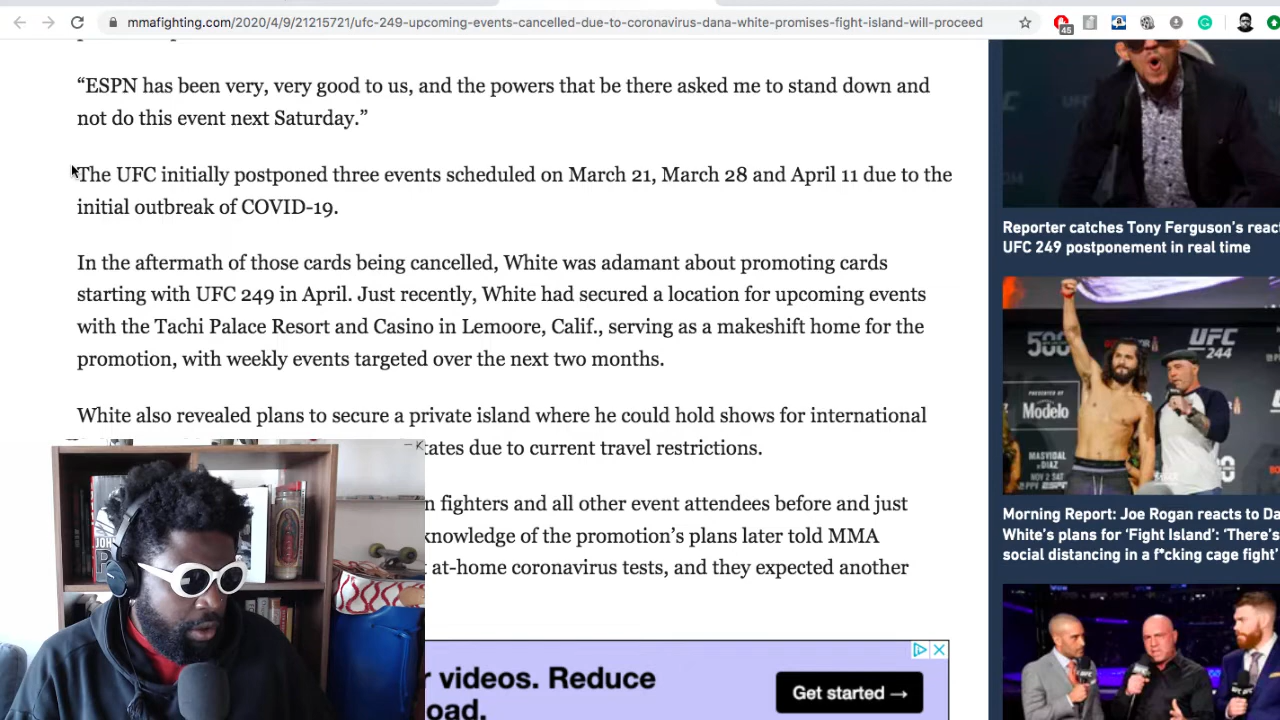 mmafighting.com/2020/4/9/21215721/ufc-249-upcoming-events-cancelled-due-to-coronavirus-dana-white-promises-fight-island-will-proceed
45
“ESPN has been very, very good to us, and the powers that be there asked me to stand down and
not do this event next Saturday.”
The UFC initially postponed three events scheduled on March 21, March 28 and April 11 due to the
initial outbreak of COVID-19.
In the aftermath of those cards being cancelled, White was adamant about promoting cards
starting with UFC 249 in April. Just recently, White had secured a location for upcoming events
with the Tachi Palace Resort and Casino in Lemoore, Calif., serving as a makeshift home for the
promotion, with weekly events targeted over the next two months.
White also revealed plans to secure a private island where he could hold shows for international
tates due to current travel restrictions.
n fighters and all other event attendees before and just
knowledge of the promotion’s plans later told MMA
at-home coronavirus tests, and they expected another
r videos. Reduce
oad.
Get started →
Reporter catches Tony Ferguson’s reac
UFC 249 postponement in real time
500
UFC
244
PRESENTED BY
Modelo
MASVIDAL
DIAZ
NOV 2 SAT
Morning Report: Joe Rogan reacts to Da
White’s plans for ‘Fight Island’: ‘There’s
social distancing in a f*cking cage fight’